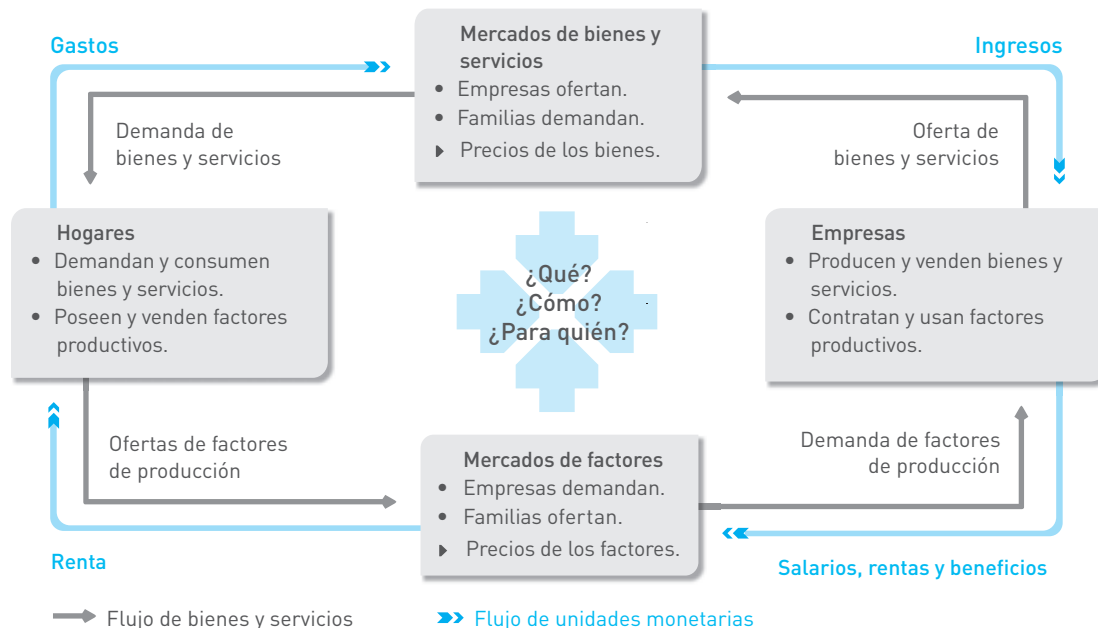 Gastos
Mercados de bienes y
servicios
• Empresas ofertan.
• Familias demandan.
▸ Precios de los bienes.
Ingresos
Demanda de
bienes y servicios
Oferta de
bienes y servicios
Hogares
• Demandan y consumen
bienes y servicios.
• Poseen y venden factores
productivos.
¿Qué?
¿Cómo?
¿Para quién?
Empresas
• Producen y venden bienes y
servicios.
• Contratan y usan factores
productivos.
Ofertas de factores
de producción
Mercados de factores
• Empresas demandan.
• Familias ofertan.
▸ Precios de los factores.
Demanda de factores
de producción
Renta
Salarios, rentas y beneficios
Flujo de bienes y servicios
Flujo de unidades monetarias